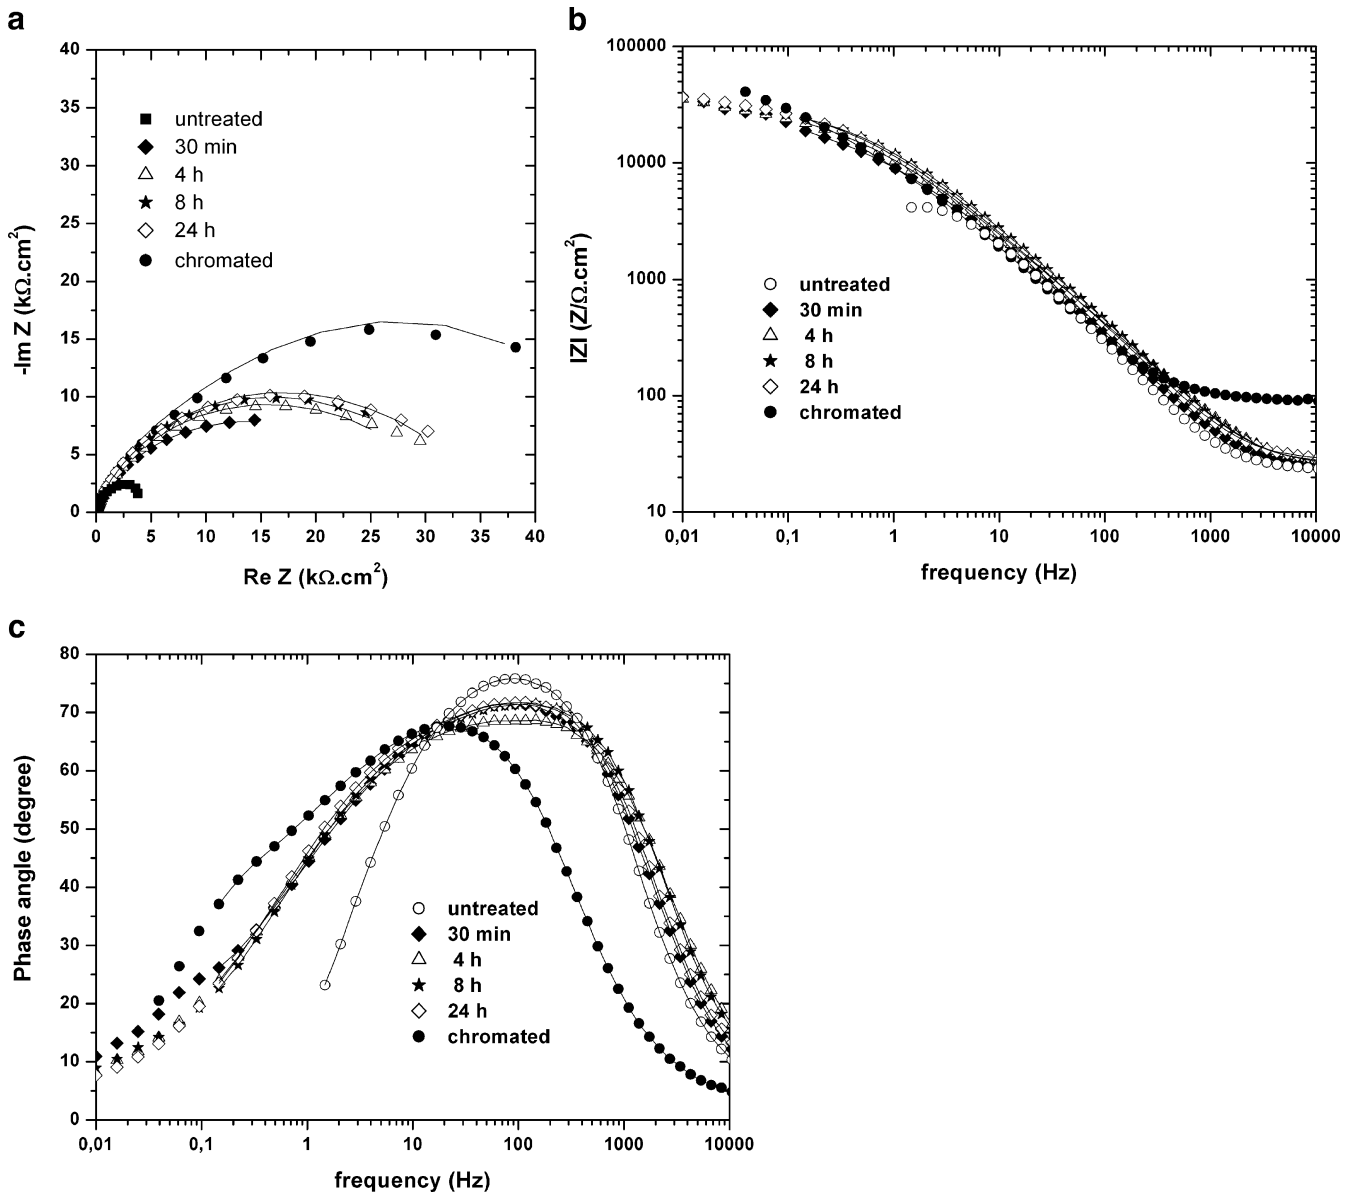 a
40
35
30
25
20
15
10
5
0
-Im Z (kΩ.cm²)
untreated
30 min
4 h
8 h
24 h
chromated
0 5 10 15 20 25 30 35 40
Re Z (kΩ.cm²)
b
100000
10000
1000
100
10
IZI (Z/Ω.cm²)
untreated
30 min
4 h
8 h
24 h
chromated
0,01 0,1 1 10 100 1000 10000
frequency (Hz)
c
80
70
60
50
40
30
20
10
0
Phase angle (degree)
untreated
30 min
4 h
8 h
24 h
chromated
0,01 0,1 1 10 100 1000 10000
frequency (Hz)